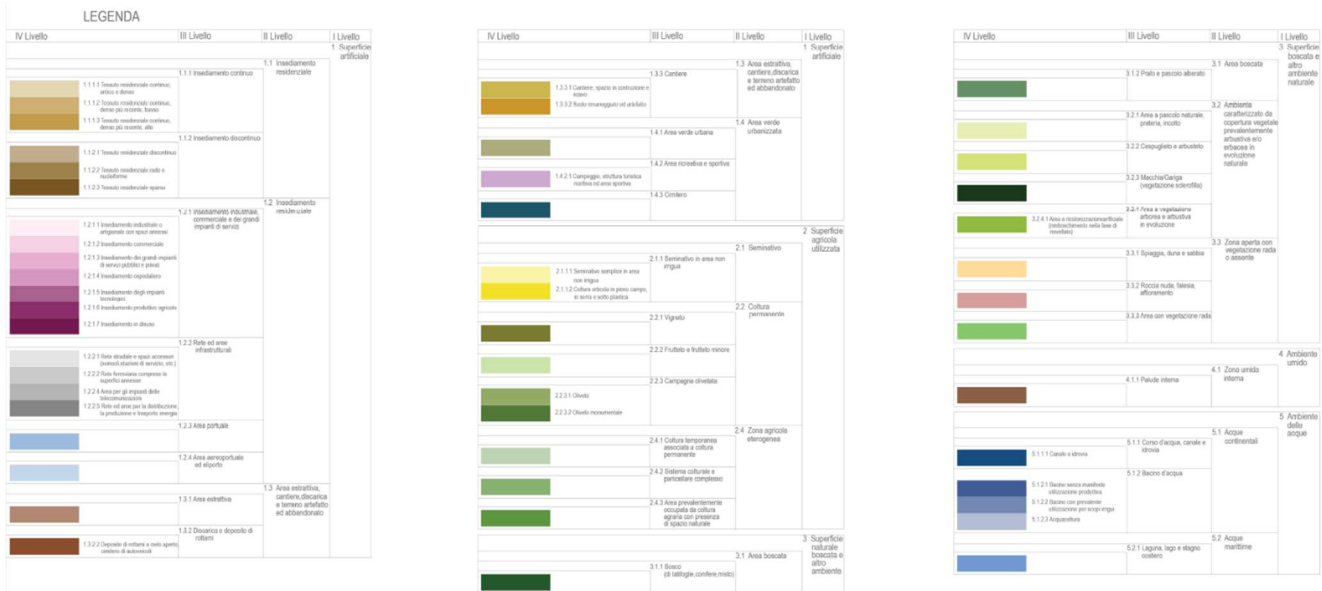 LEGENDA
IV Livello III Livello II Livello I Livello
1 Superficie
artificiale
1.1 Insediamento
residenziale
1.1.1 Insediamento continuo
1.1.1.1 Tessuto residenziale continuo,
antico e denso
1.1.1.2 Tessuto residenziale continuo,
denso più recente, basso
1.1.1.3 Tessuto residenziale continuo,
denso più recente, alto
1.1.2 Insediamento discontinuo
1.1.2.1 Tessuto residenziale discontinuo
1.1.2.2 Tessuto residenziale rado e
nucleiforme
1.1.2.3 Tessuto residenziale sparso
1.2 Insediamento
residenziale
1.2.1 Insediamento industriale,
commerciale e dei grandi
impianti di servizi
1.2.1.1 Insediamento industriale o
artigianale con spazi annessi
1.2.1.2 Insediamento commerciale
1.2.1.3 Insediamento dei grandi impianti
di servizi pubblici e privati
1.2.1.4 Insediamento ospedaliero
1.2.1.5 Insediamento degli impianti
tecnologici
1.2.1.6 Insediamento produttivo agricolo
1.2.1.7 Insediamento in disuso
1.2.2 Rete ed aree
infrastrutturali
1.2.2.1 Rete stradale e spazi accessori
(svincoli,stazioni di servizio, etc.)
1.2.2.2 Rete ferroviaria comprese le
superfici annesse
1.2.2.4 Area per gli impianti delle
telecomunicazioni
1.2.2.5 Rete ed aree per la distribuzione,
la produzione e trasporto energia
1.2.3 Area portuale
1.2.4 Area aereoportuale
ed eliporto
1.3 Area estrattiva,
cantiere,discarica
e terreno artefatto
ed abbandonato
1.3.1 Area estrattiva
1.3.2 Discarica o deposito di
rottami
1.3.2.2 Deposito di rottami a cielo aperto,
cimitero di autoveicoli
IV Livello III Livello II Livello I Livello
1 Superficie
artificiale
1.3 Area estrattiva,
cantiere,discarica
e terreno artefatto
ed abbandonato
1.3.3 Cantiere
1.3.3.1 Cantiere, spazio in costruzione e
scavo
1.3.3.2 Suolo rimaneggiato ed artefatto
1.4 Area verde
urbanizzata
1.4.1 Area verde urbana
1.4.2 Area ricreativa e sportiva
1.4.2.1 Campeggio, struttura turistica
ricettiva ed area sportiva
1.4.3 Cimitero
2 Superficie
agricola
utilizzata
2.1 Seminativo
2.1.1 Seminativo in area non
irrigua
2.1.1.1 Seminativo semplice in area
non irrigua
2.1.1.2 Coltura orticola in pieno campo,
in serra e sotto plastica
2.2 Coltura
permanente
2.2.1 Vigneto
2.2.2 Frutteto e frutteto minore
2.2.3 Campagna olivetata
2.2.3.1 Oliveto
2.2.3.2 Oliveto monumentale
2.4 Zona agricola
eterogenea
2.4.1 Coltura temporanea
associata a coltura
permanente
2.4.2 Sistema colturale e
particellare complesso
2.4.3 Area prevalentemente
occupata da coltura
agraria con presenza
di spazio naturale
3 Superficie
naturale
boscata e
altro
ambiente
3.1 Area boscata
3.1.1 Bosco
(di latifoglie,conifere,misto)
IV Livello III Livello II Livello I Livello
3 Superficie
boscata e
altro
ambiente
naturale
3.1 Area boscata
3.1.2 Prato e pascolo alberato
3.2 Ambiente
caratterizzato da
copertura vegetale
prevalentemente
arbustiva e/o
erbacea in
evoluzione
naturale
3.2.1 Area a pascolo naturale,
prateria, incolto
3.2.2 Cespuglieto e arbusteto
3.2.3 Macchia/Gariga
(vegetazione sclerofilla)
3.2.4 Area a vegetazione
arborea e arbustiva
in evoluzione
3.2.4.1 Area a ricolonizzazioneartificiale
(rimboschimento nella fase di
novelleto)
3.3 Zona aperta con
vegetazione rada
o assente
3.3.1 Spiaggia, duna e sabbia
3.3.2 Roccia nuda, falesia,
affioramento
3.3.3 Area con vegetazione rada
4 Ambiente
umido
4.1 Zona umida
interna
4.1.1 Palude interna
5 Ambiente
delle
acque
5.1 Acque
continentali
5.1.1 Corso d'acqua, canale e
idrovia
5.1.1.1 Canale e idrovia
5.1.2 Bacino d'acqua
5.1.2.1 Bacino senza manifeste
utilizzazione produttiva
5.1.2.2 Bacino con prevalente
utilizzazione per scopi irrigui
5.1.2.3 Acquacoltura
5.2 Acque
marittime
5.2.1 Laguna, lago e stagno
costiero